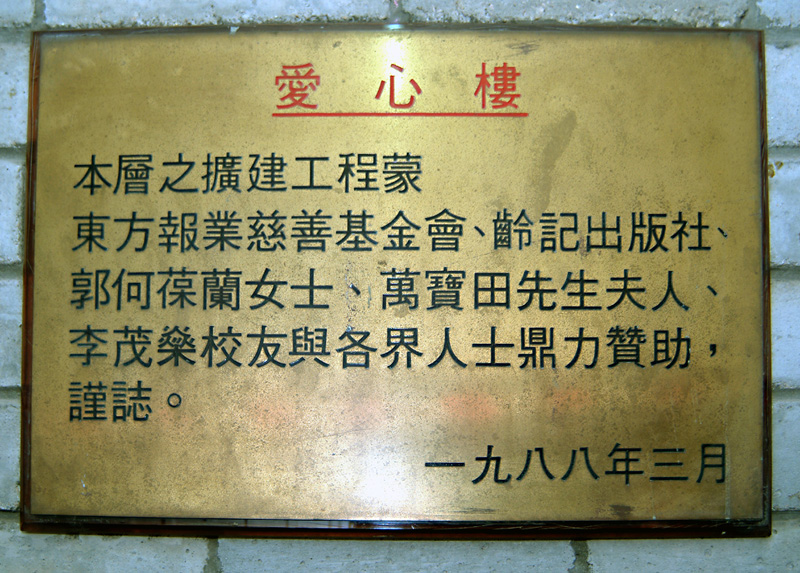 愛心樓
本層之擴建工程蒙
東方報業慈善基金會、齡記出版社、
郭何葆蘭女士、萬寶田先生夫人、
李茂燊校友與各界人士鼎力贊助，
謹誌。
一九八八年三月